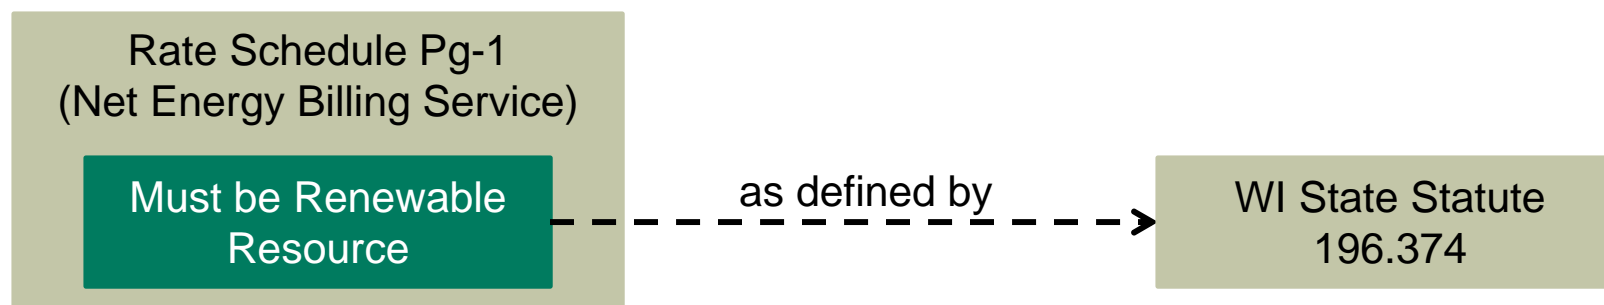 Rate Schedule Pg-1
(Net Energy Billing Service)
Must be Renewable
Resource
as defined by
WI State Statute
196.374